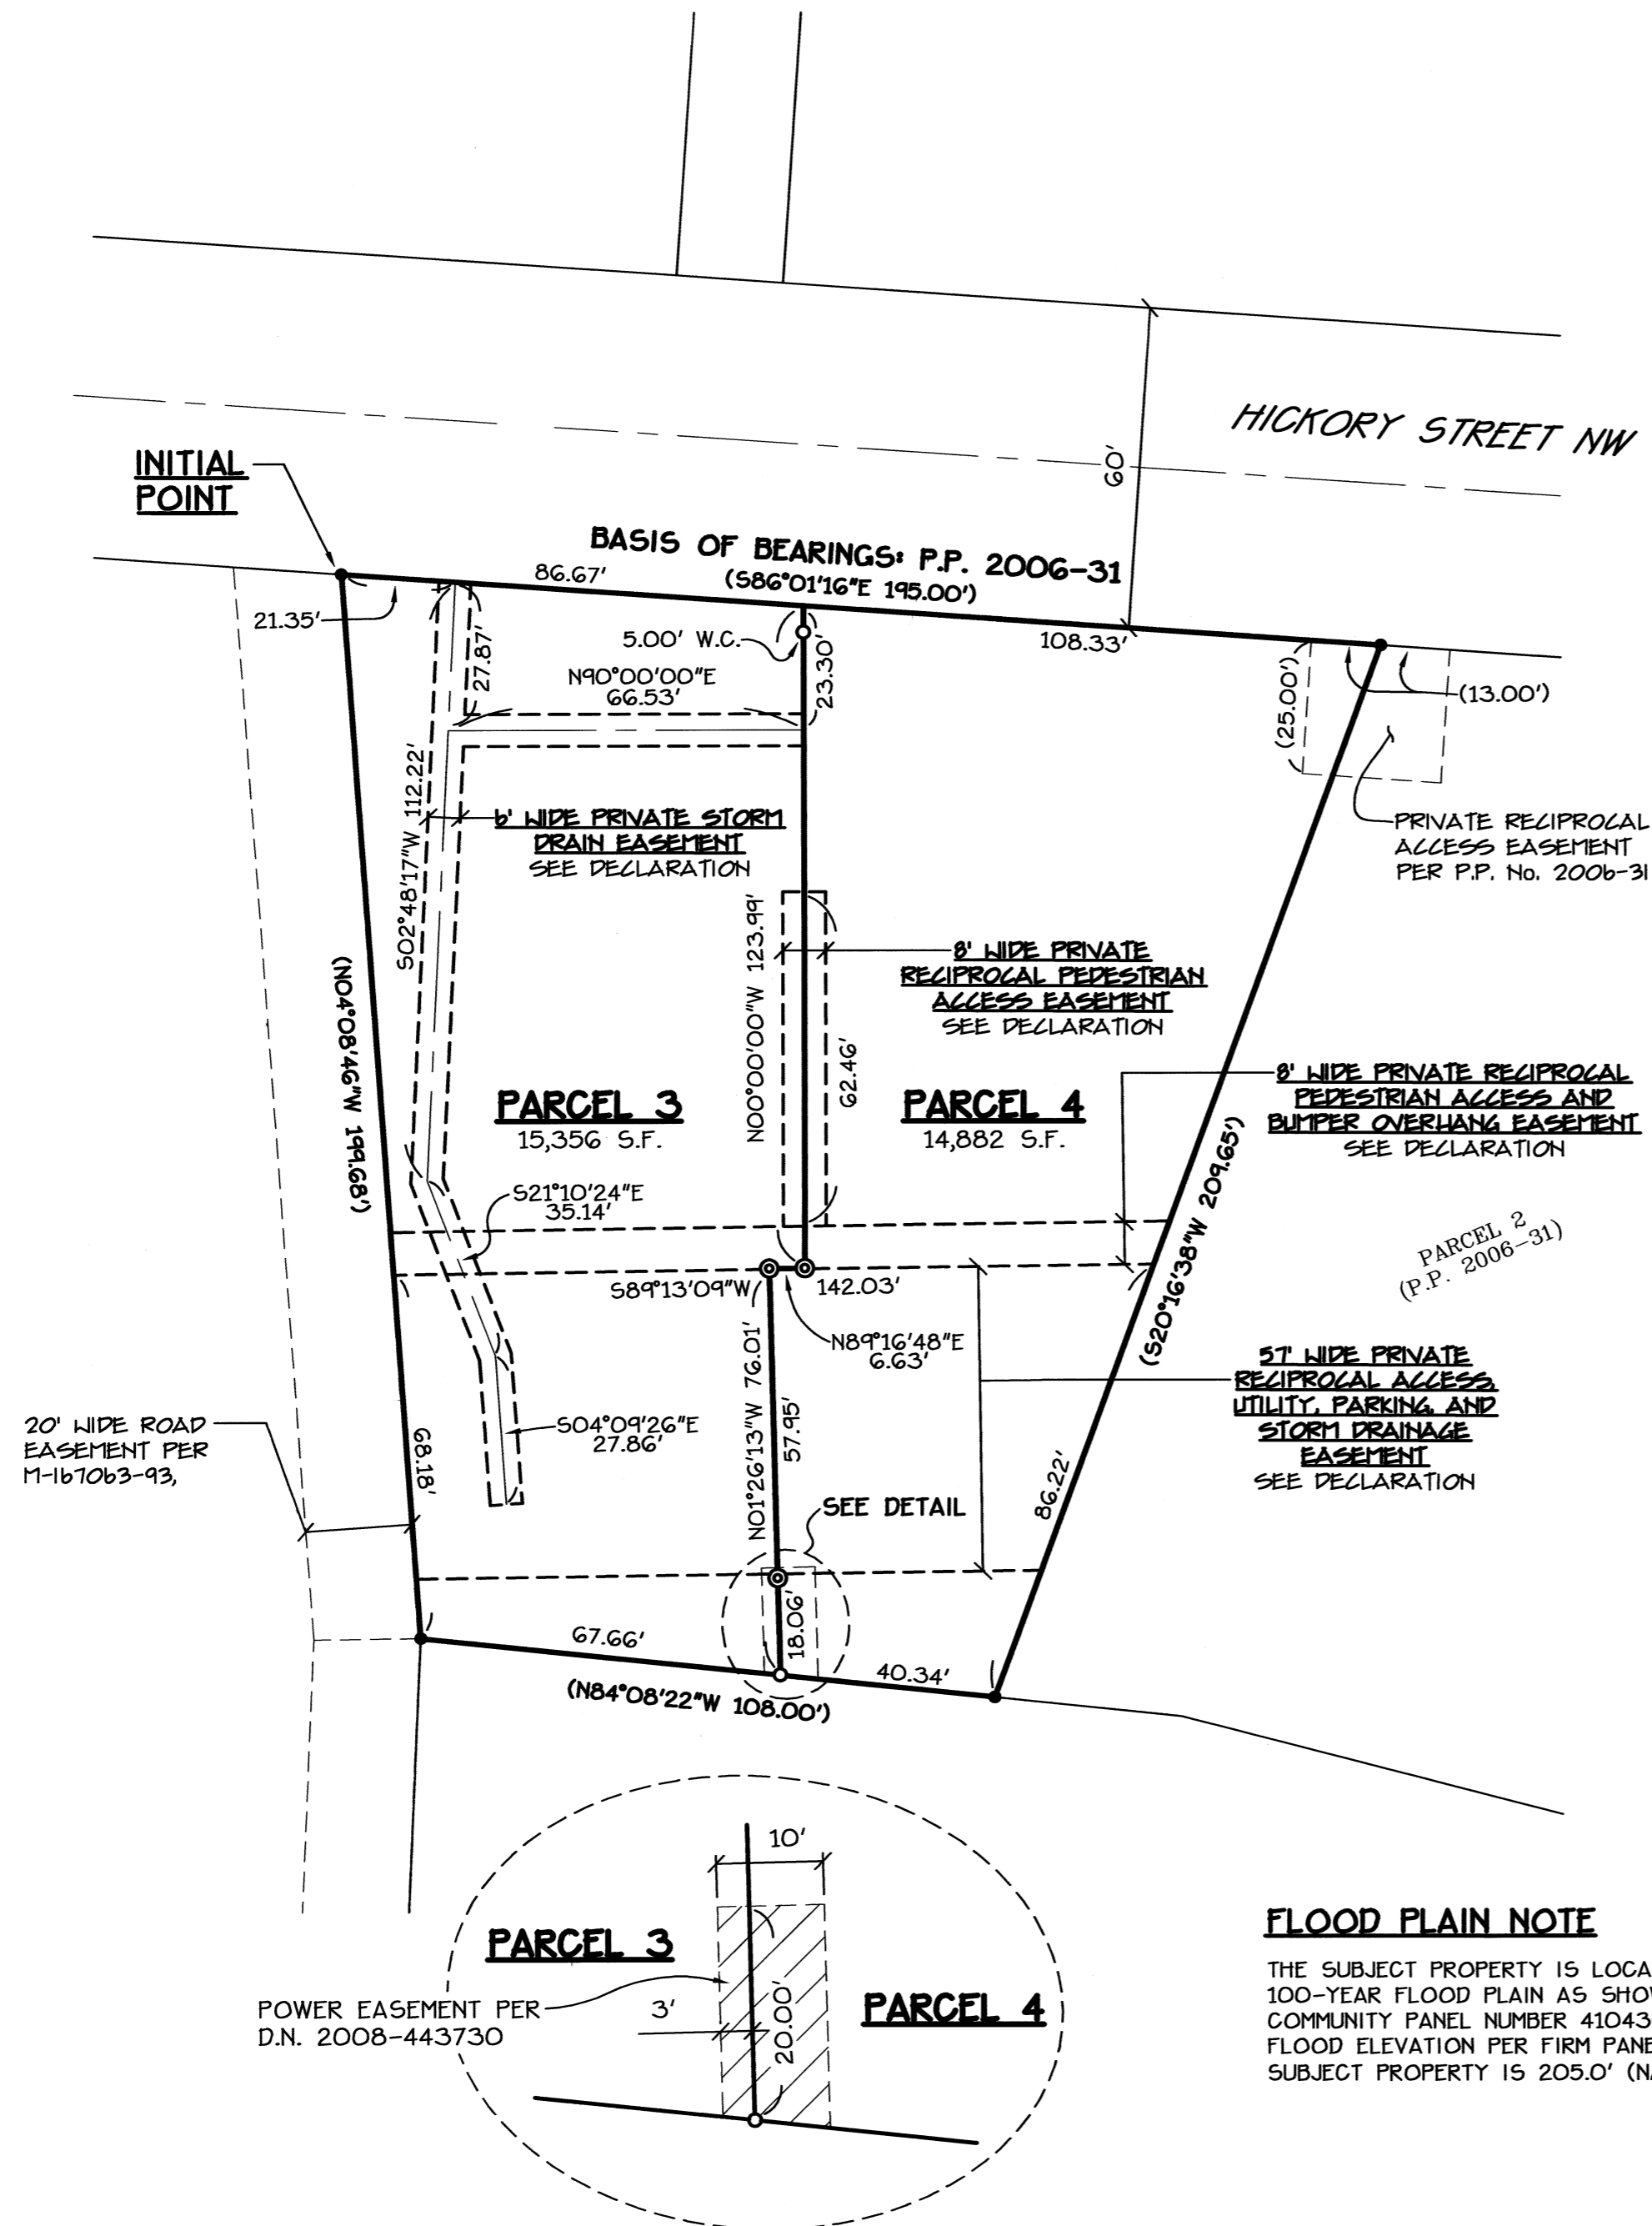 HICKORY STREET NW
60'
INITIAL
POINT
BASIS OF BEARINGS: P.P. 2006-31
(S86°01'16"E 195.00')
86.67'
108.33'
21.35'
27.87'
5.00' W.C.
23.30'
N90°00'00"E
66.53'
(25.00')
(13.00')
PRIVATE RECIPROCAL
ACCESS EASEMENT
PER P.P. No. 2006-31
S02°48'17"W 112.22'
6' WIDE PRIVATE STORM
DRAIN EASEMENT
SEE DECLARATION
N00°00'00"W 123.99'
8' WIDE PRIVATE
RECIPROCAL PEDESTRIAN
ACCESS EASEMENT
SEE DECLARATION
62.46'
(N04°08'46"W 199.68')
PARCEL 3
15,356 S.F.
PARCEL 4
14,882 S.F.
8' WIDE PRIVATE RECIPROCAL
PEDESTRIAN ACCESS AND
BUMPER OVERHANG EASEMENT
SEE DECLARATION
(S20°16'38"W 209.65')
S21°10'24"E
35.14'
PARCEL 2
(P.P. 2006-31)
S89°13'09"W
142.03'
N89°16'48"E
6.63'
N01°26'13"W 76.01'
57.95'
57' WIDE PRIVATE
RECIPROCAL ACCESS,
UTILITY, PARKING, AND
STORM DRAINAGE
EASEMENT
SEE DECLARATION
20' WIDE ROAD
EASEMENT PER
M-167063-93,
68.18'
S04°09'26"E
27.86'
86.22'
SEE DETAIL
18.06'
67.66'
40.34'
(N84°08'22"W 108.00')
10'
PARCEL 3
POWER EASEMENT PER
D.N. 2008-443730
3'
20.00'
PARCEL 4
FLOOD PLAIN NOTE
THE SUBJECT PROPERTY IS LOCA
100-YEAR FLOOD PLAIN AS SHO
COMMUNITY PANEL NUMBER 41043
FLOOD ELEVATION PER FIRM PANE
SUBJECT PROPERTY IS 205.0' (NA